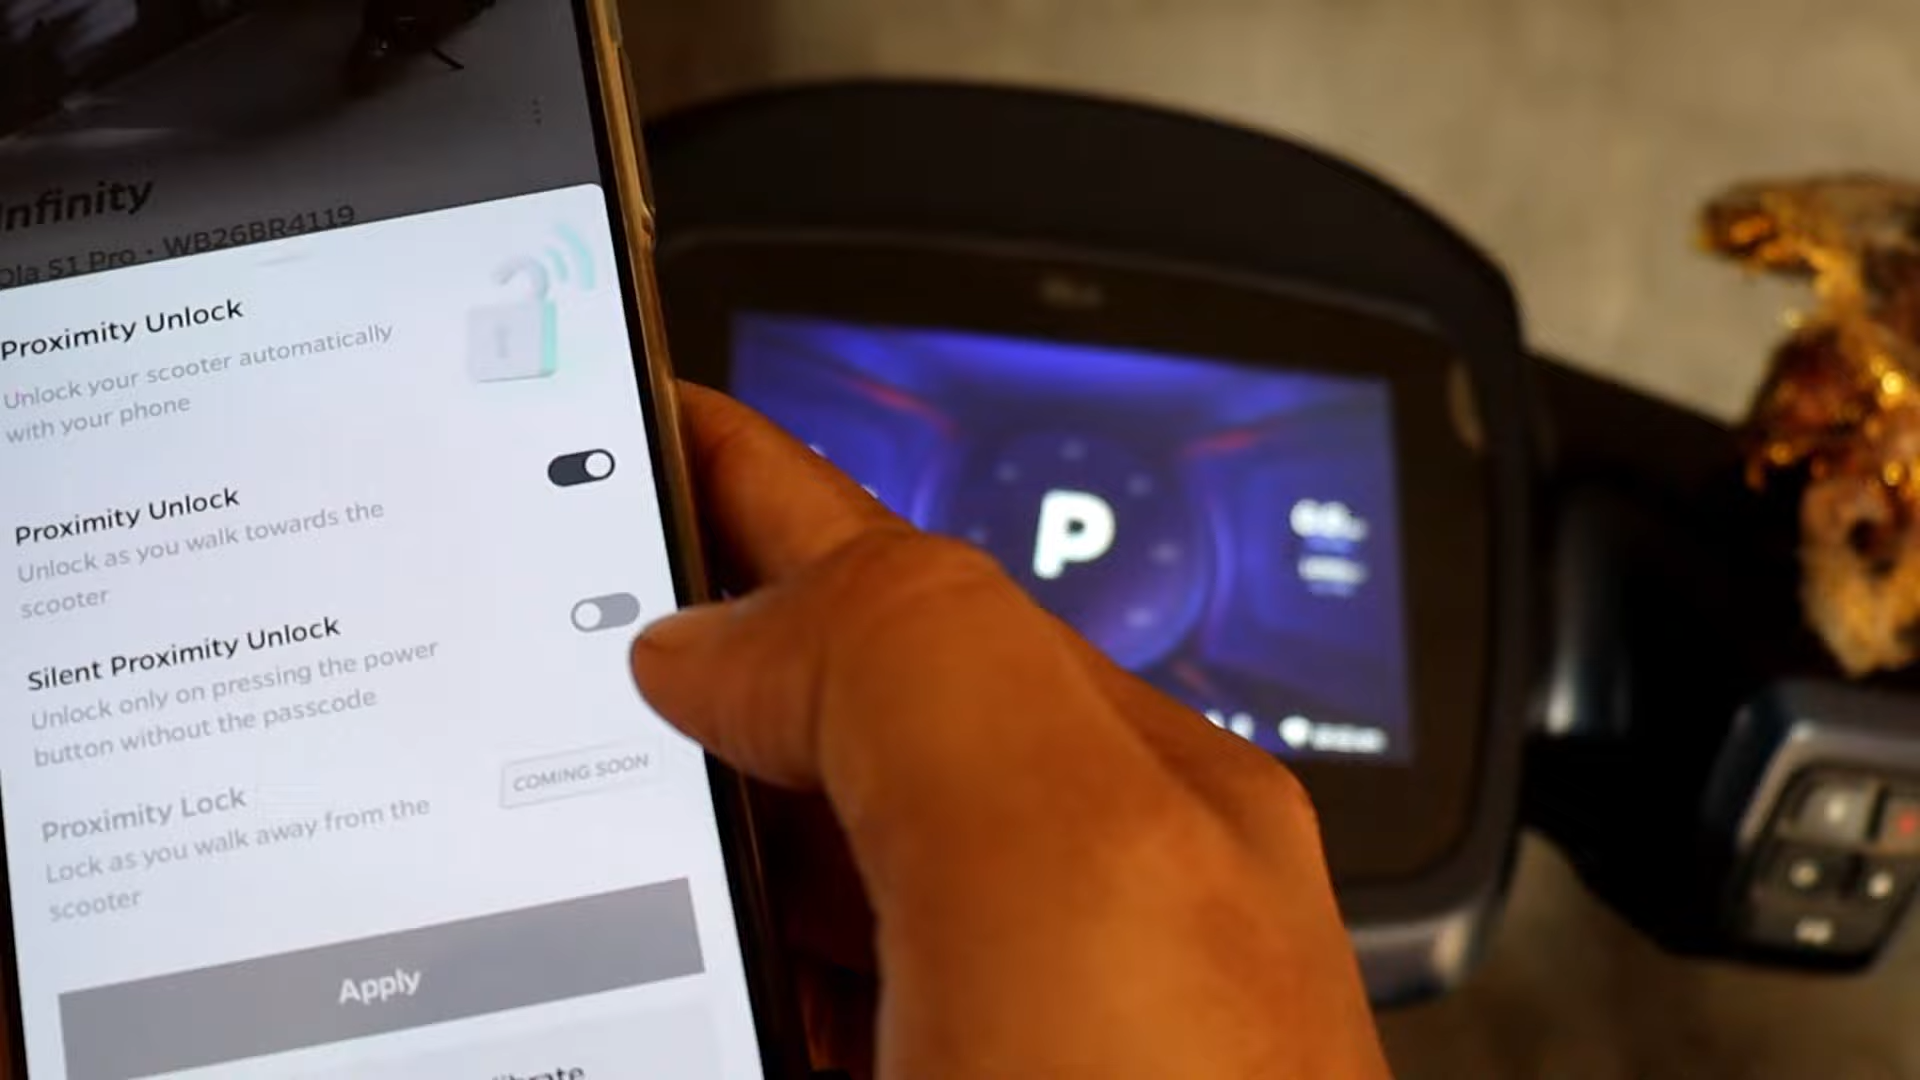 Infinity
Ola S1 Pro · WB26BR4119
Proximity Unlock
Unlock your scooter automatically
with your phone
Proximity Unlock
Unlock as you walk towards the
scooter
Silent Proximity Unlock
Unlock only on pressing the power
button without the passcode
Proximity Lock
COMING SOON
Lock as you walk away from the
scooter
Apply
P